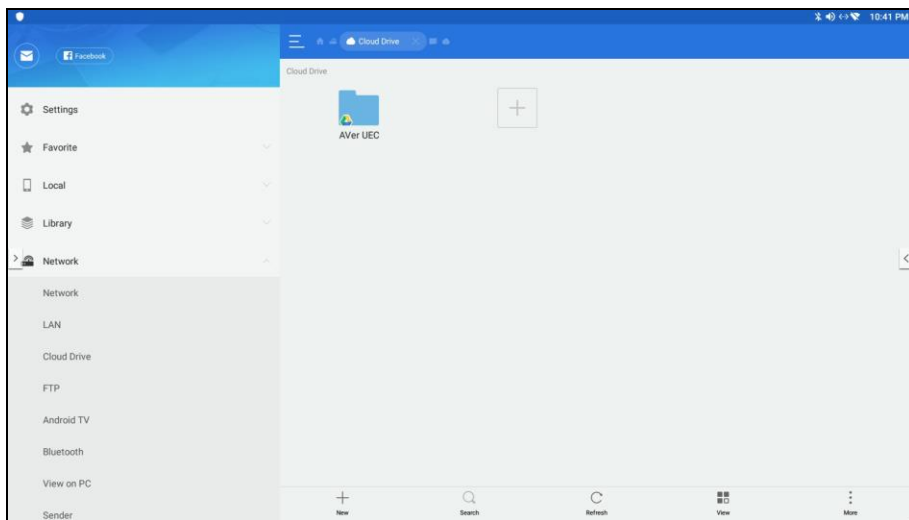 10:41 PM
Facebook
Cloud Drive
Cloud Drive
AVer UEC
Settings
Favorite
Local
Library
Network
Network
LAN
Cloud Drive
FTP
Android TV
Bluetooth
View on PC
Sender
New
Search
Refresh
View
More